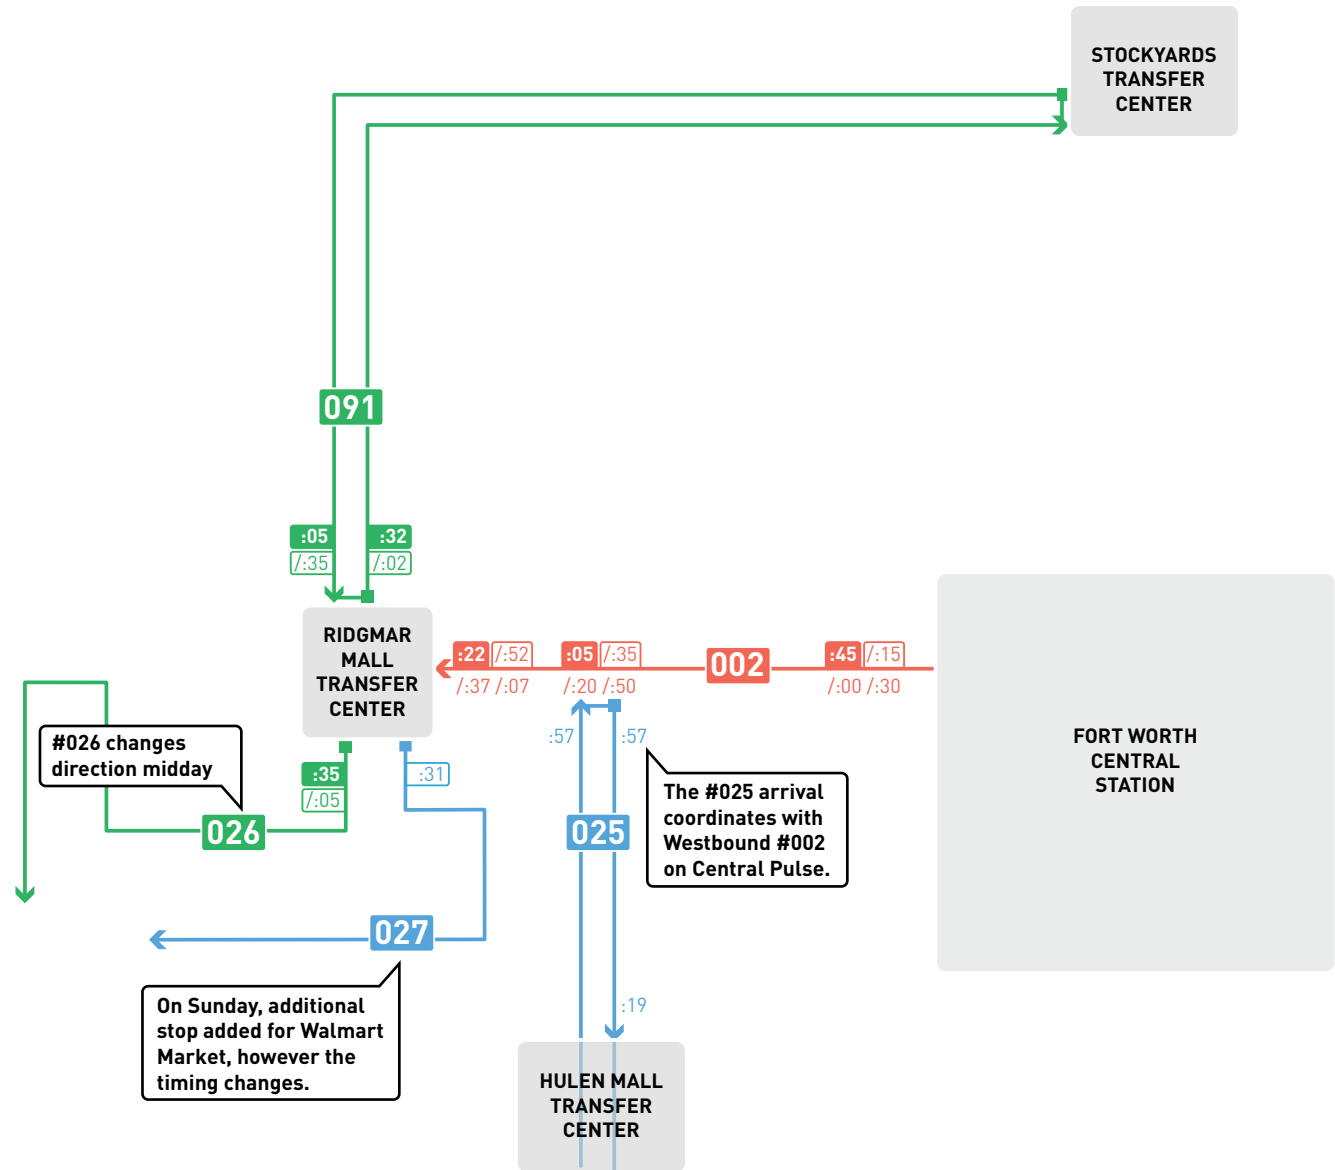 STOCKYARDS
TRANSFER
CENTER
091
:05 :32
/:35 /:02
RIDGMAR
MALL
TRANSFER
CENTER
:22 /:52 :05 /:35 002 :45 /:15
/:37 /:07 /:20 /:50 /:00 /:30
FORT WORTH
CENTRAL
STATION
#026 changes
direction midday
:35
/:05
:31
:57 :57
026
025
The #025 arrival
coordinates with
Westbound #002
on Central Pulse.
027
On Sunday, additional
stop added for Walmart
Market, however the
timing changes.
:19
HULEN MALL
TRANSFER
CENTER